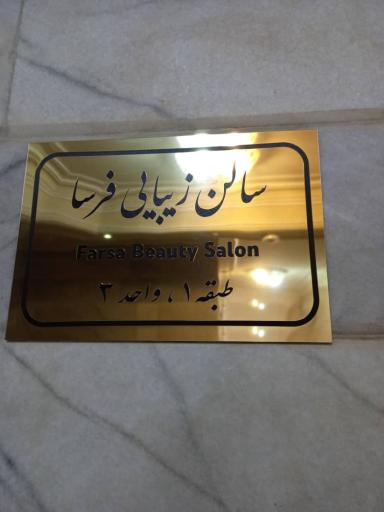 سالن زیبایی فرسا
Farsa Beauty Salon
طبقه ۱ ، واحد ۳